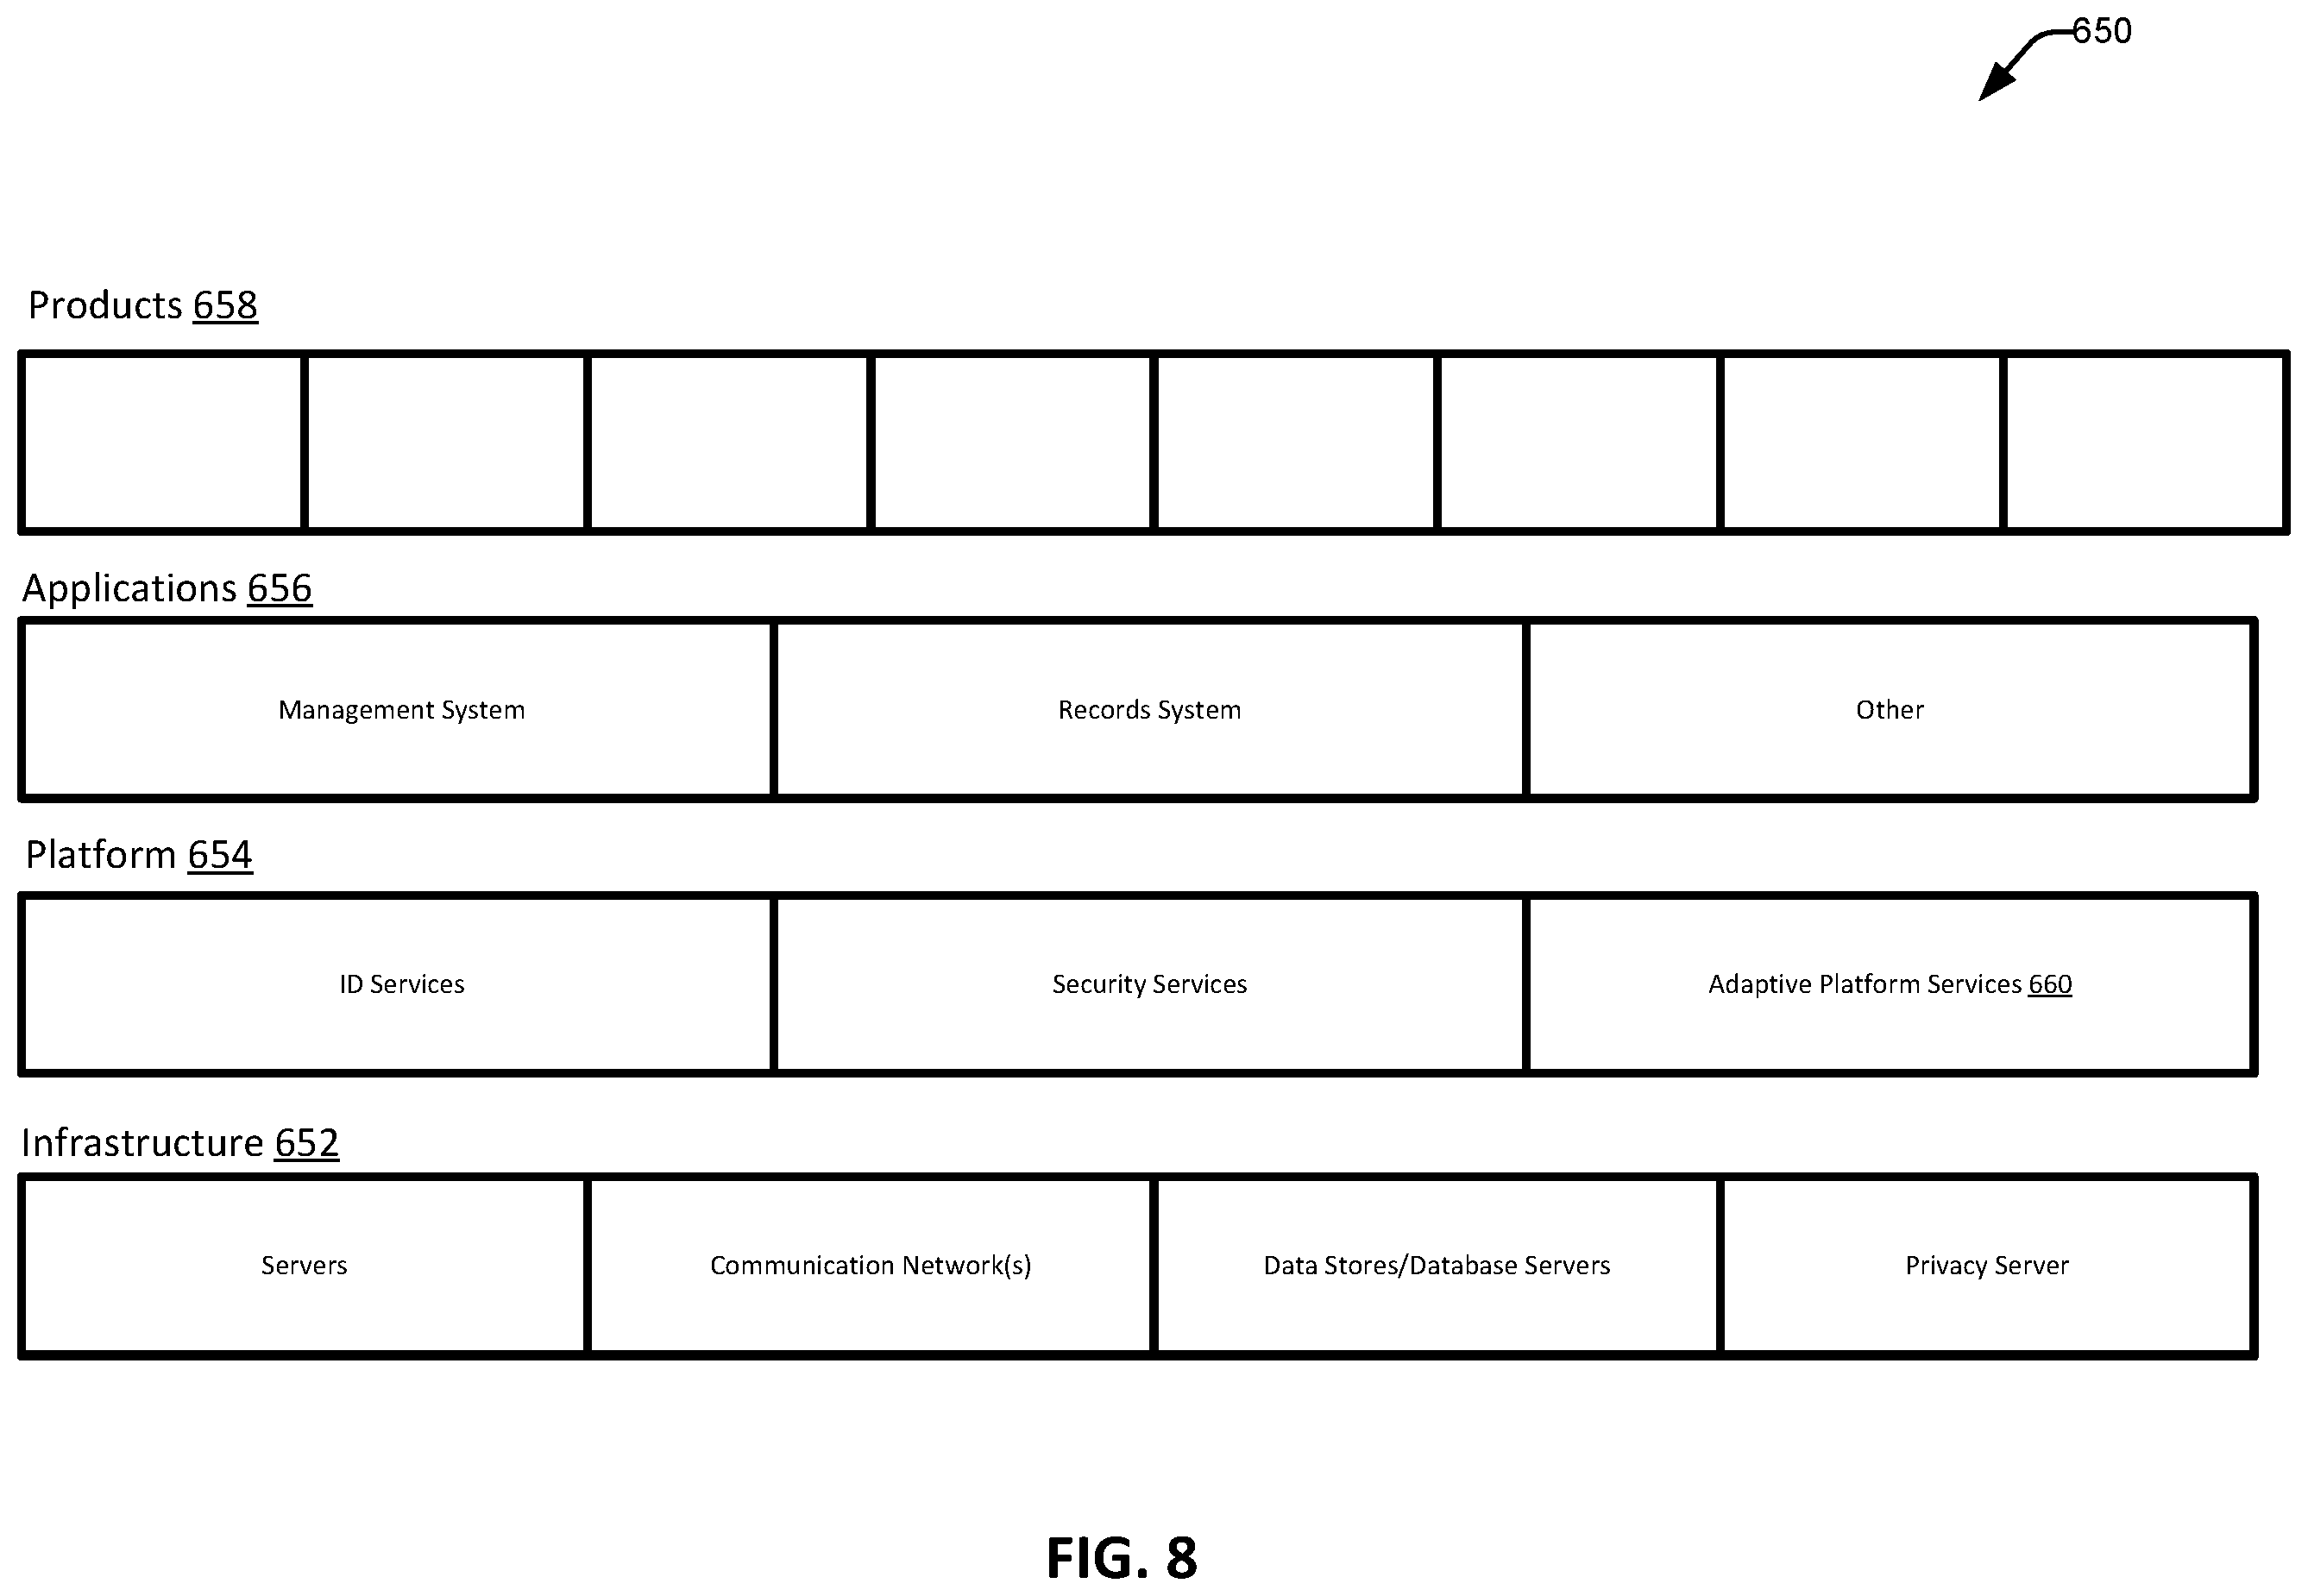 650
Products 658
Applications 656
Management System
Records System
Other
Platform 654
ID Services
Security Services
Adaptive Platform Services 660
Infrastructure 652
Servers
Communication Network(s)
Data Stores/Database Servers
Privacy Server
FIG. 8